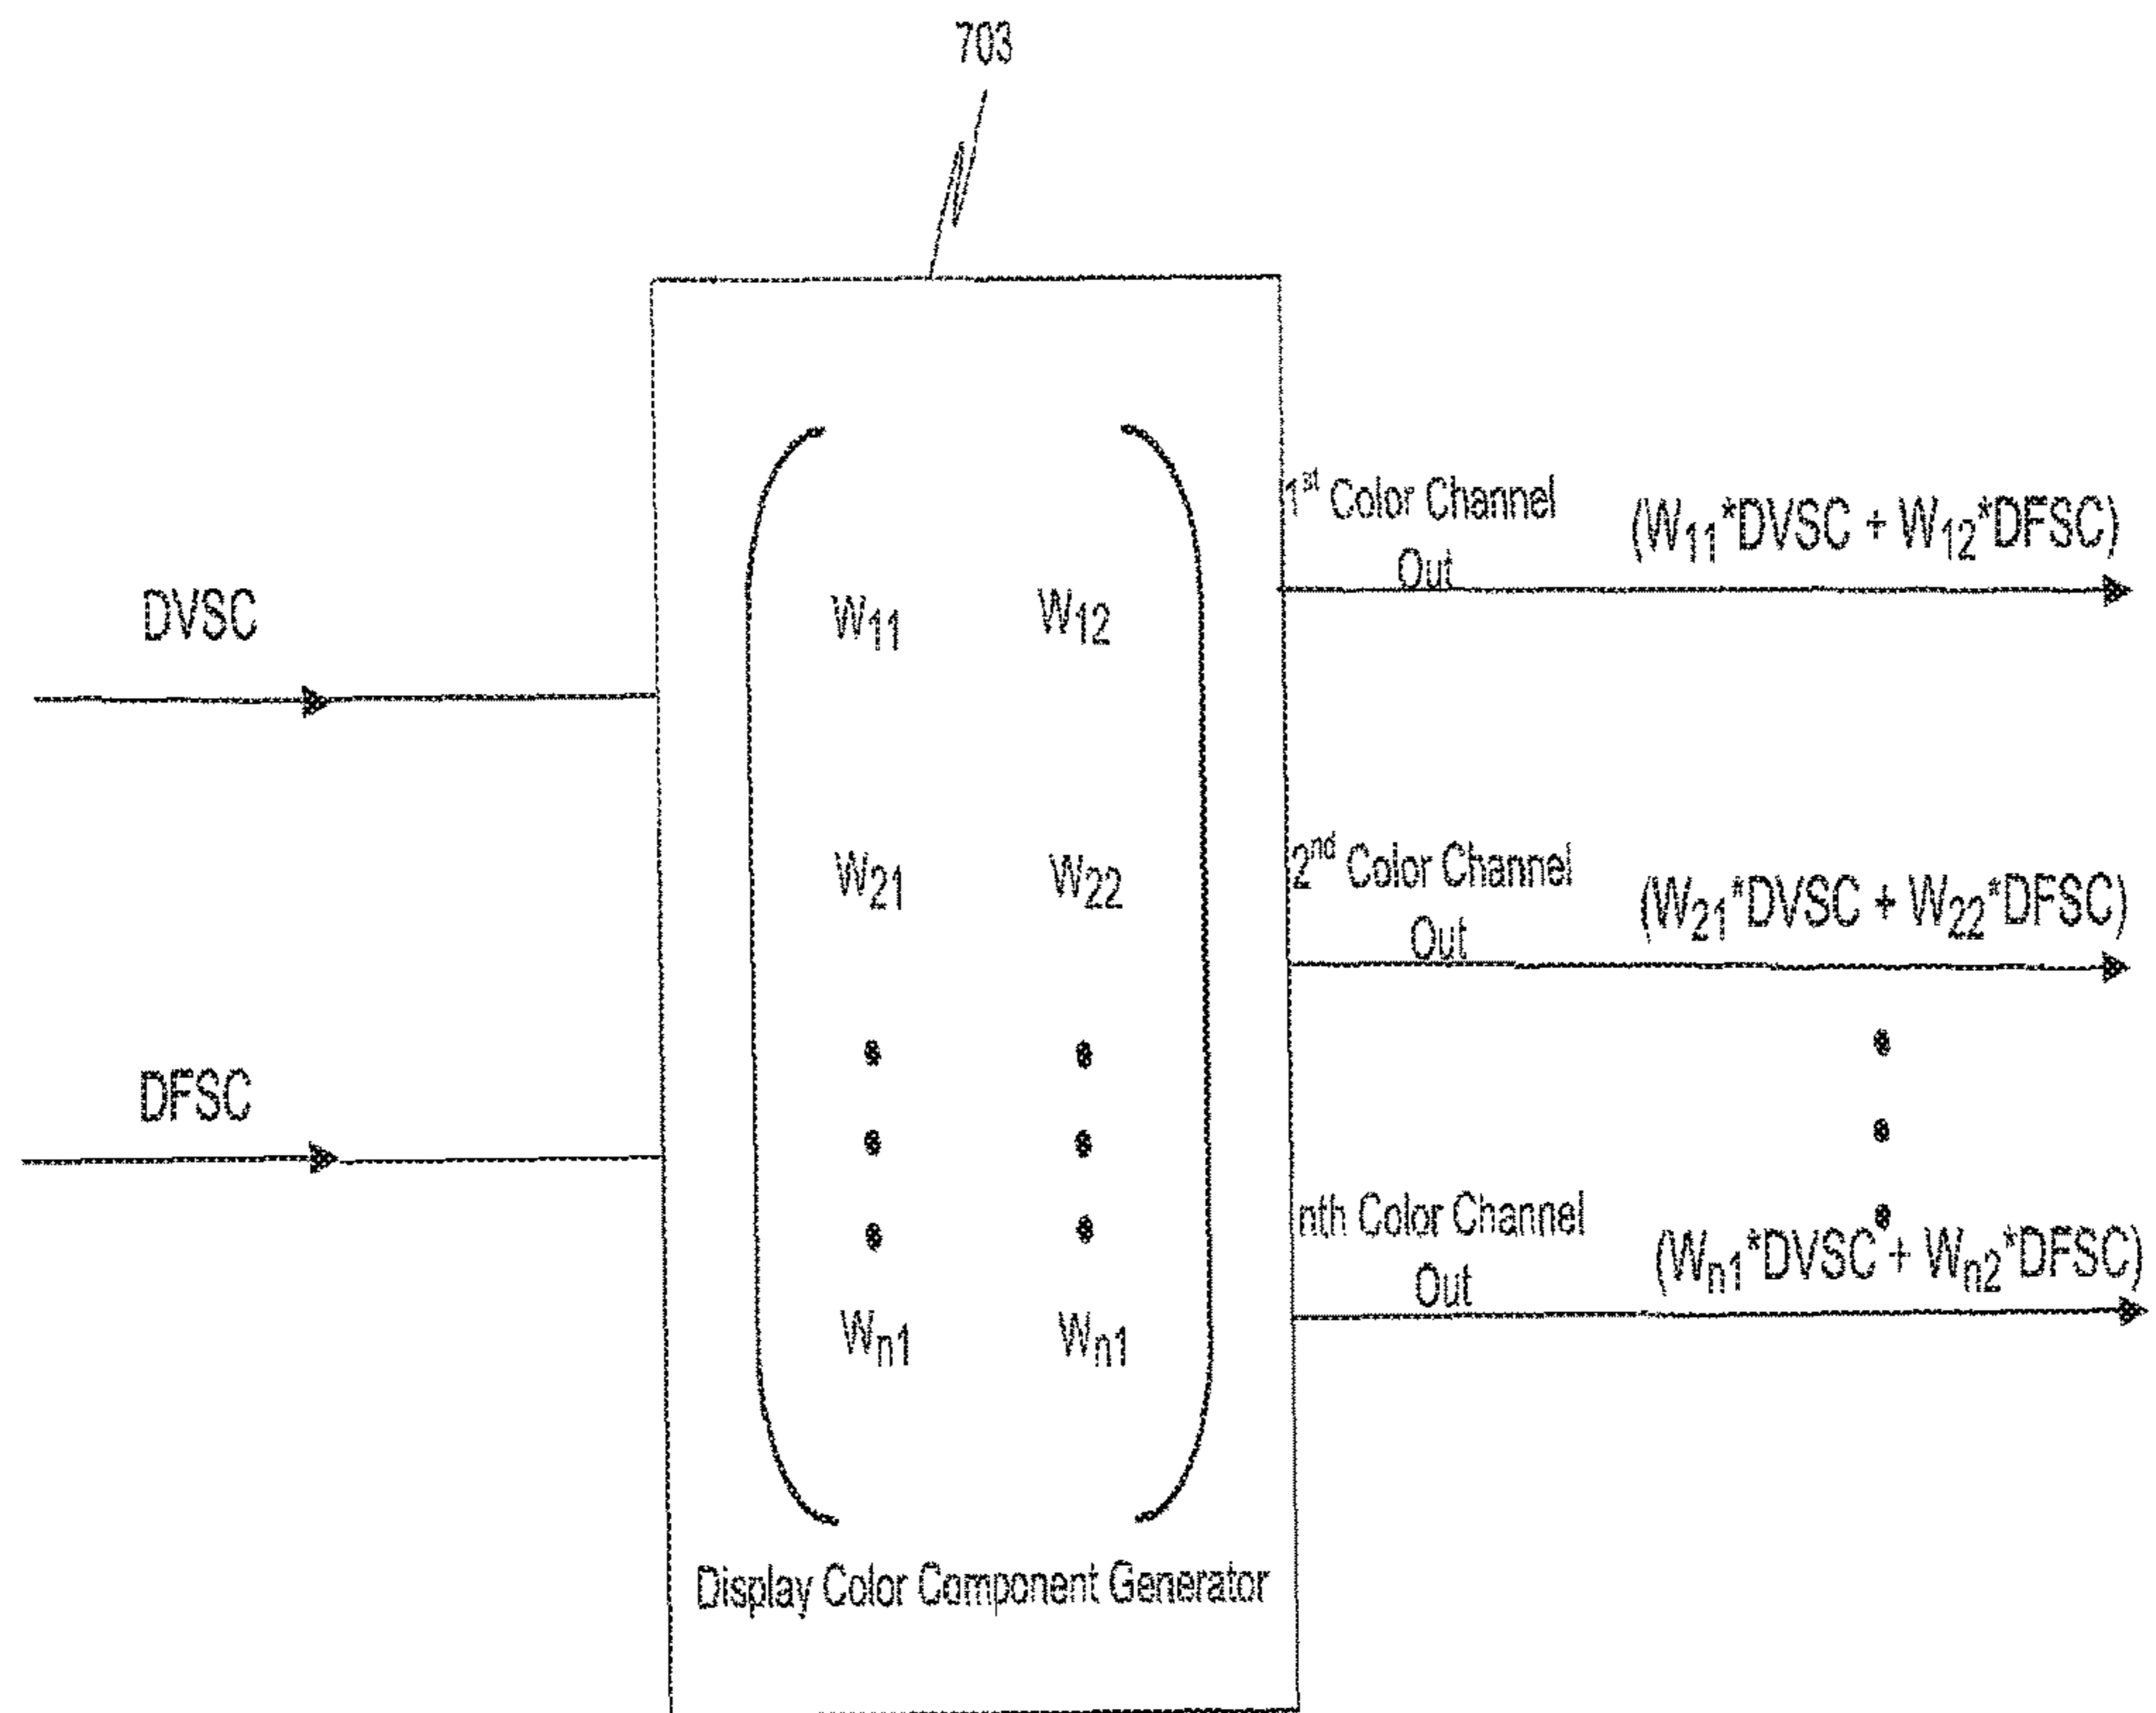 703
DVSC
DFSC
W11 W12
W21 W22
Wn1 Wn1
Display Color Component Generator
1st Color Channel
Out
(W11*DVSC + W12*DFSC)
2nd Color Channel
Out
(W21*DVSC + W22*DFSC)
nth Color Channel
Out
(Wn1*DVSC + Wn2*DFSC)